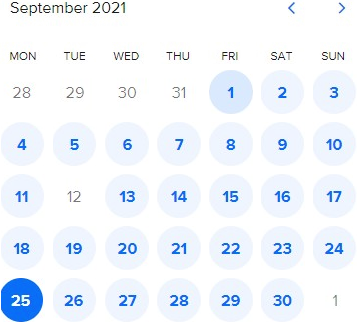 September 2021
MON TUE WED THU FRI SAT SUN
28 29 30 31 1 2 3
4 5 6 7 8 9 10
11 12 13 14 15 16 17
18 19 20 21 22 23 24
25 26 27 28 29 30 1